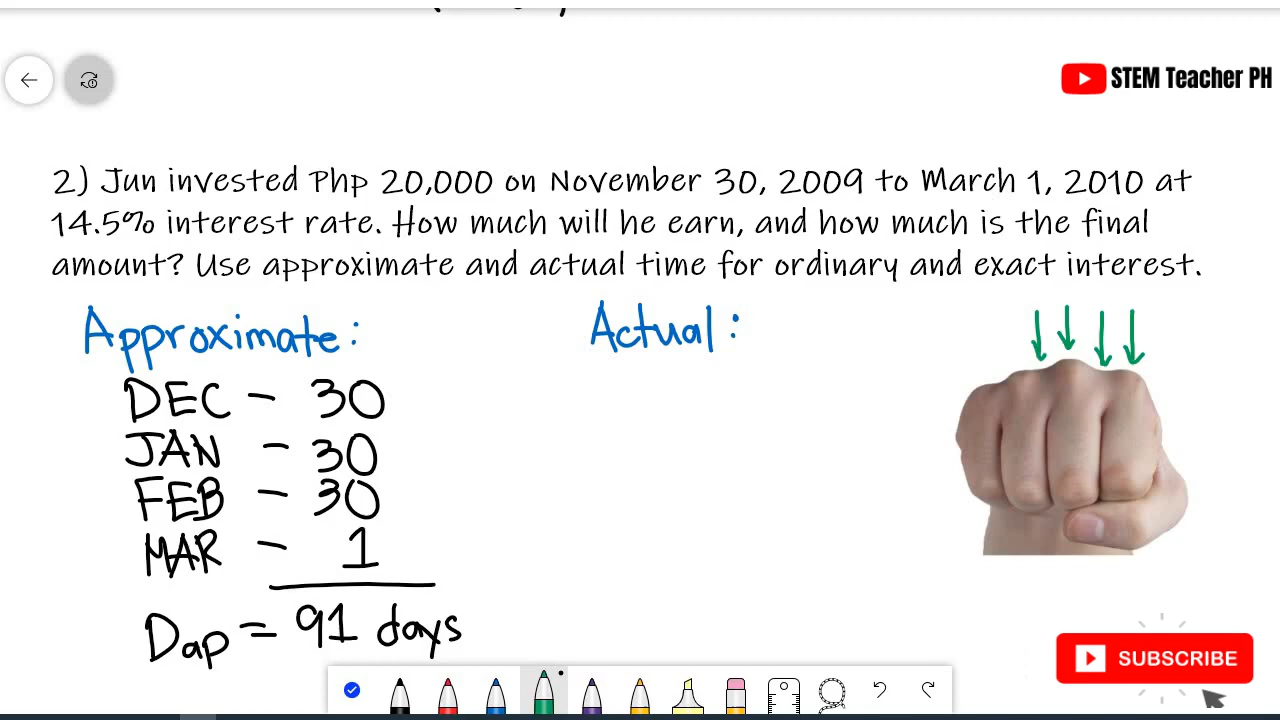 STEM Teacher PH
2) Jun invested Php 20,000 on November 30, 2009 to March 1, 2010 at
14.5% interest rate. How much will he earn, and how much is the final
amount? Use approximate and actual time for ordinary and exact interest.
Approximate:
Actual:
DEC - 30
JAN - 30
FEB - 30
MAR - 1
Dap = 91 days
SUBSCRIBE